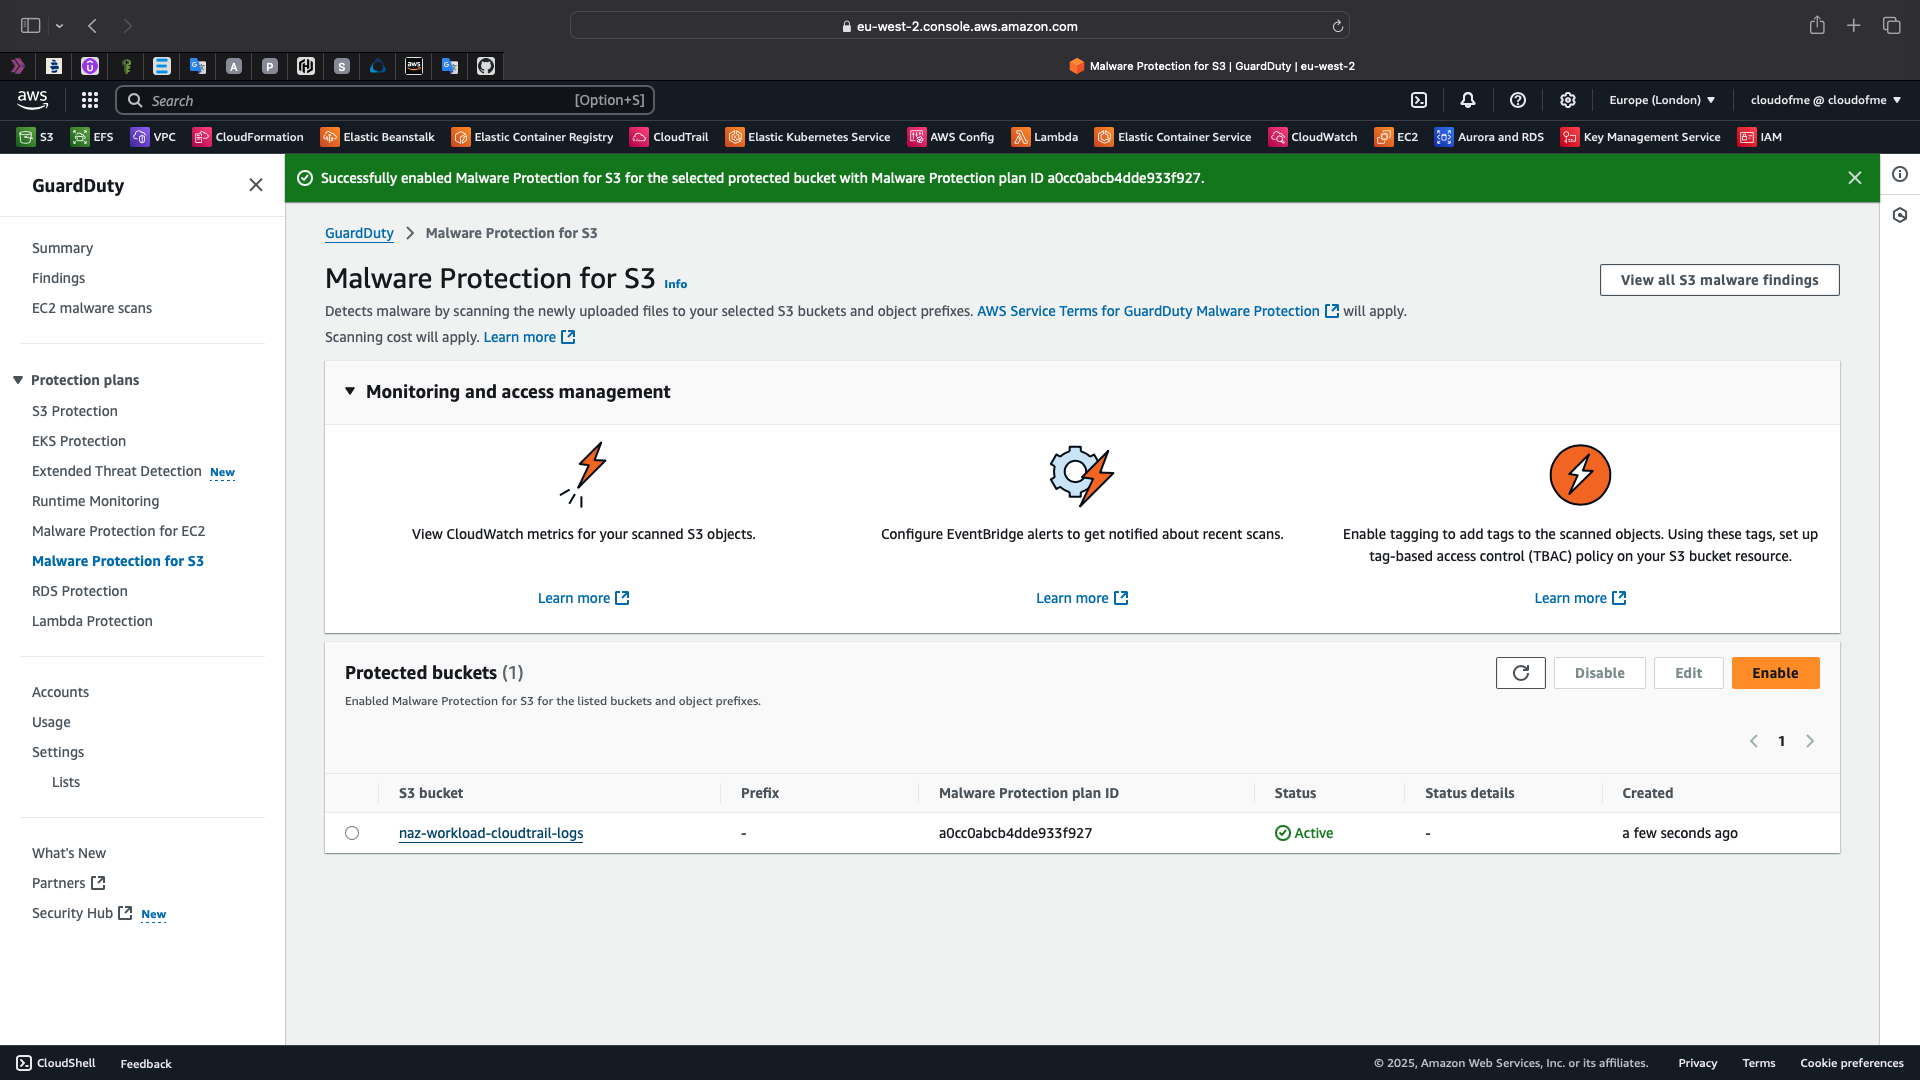 eu-west-2.console.aws.amazon.com
A
P
S
aws
Malware Protection for S3 | GuardDuty | eu-west-2
aws
Search
[Option+S]
Europe (London)
cloudofme @ cloudofme
S3
EFS
VPC
CloudFormation
Elastic Beanstalk
Elastic Container Registry
CloudTrail
Elastic Kubernetes Service
AWS Config
Lambda
Elastic Container Service
CloudWatch
EC2
Aurora and RDS
Key Management Service
IAM
GuardDuty
Summary
Findings
EC2 malware scans
Protection plans
S3 Protection
EKS Protection
Extended Threat Detection New
Runtime Monitoring
Malware Protection for EC2
Malware Protection for S3
RDS Protection
Lambda Protection
Accounts
Usage
Settings
Lists
What's New
Partners
Security Hub New
Successfully enabled Malware Protection for S3 for the selected protected bucket with Malware Protection plan ID a0cc0abcb4dde933f927.
GuardDuty
Malware Protection for S3
Malware Protection for S3 Info
View all S3 malware findings
Detects malware by scanning the newly uploaded files to your selected S3 buckets and object prefixes. AWS Service Terms for GuardDuty Malware Protection will apply.
Scanning cost will apply. Learn more
Monitoring and access management
View CloudWatch metrics for your scanned S3 objects.
Learn more
Configure EventBridge alerts to get notified about recent scans.
Learn more
Enable tagging to add tags to the scanned objects. Using these tags, set up
tag-based access control (TBAC) policy on your S3 bucket resource.
Learn more
Protected buckets (1)
Enabled Malware Protection for S3 for the listed buckets and object prefixes.
Disable
Edit
Enable
1
S3 bucket
Prefix
Malware Protection plan ID
Status
Status details
Created
naz-workload-cloudtrail-logs
-
a0cc0abcb4dde933f927
Active
-
a few seconds ago
CloudShell
Feedback
© 2025, Amazon Web Services, Inc. or its affiliates.
Privacy
Terms
Cookie preferences